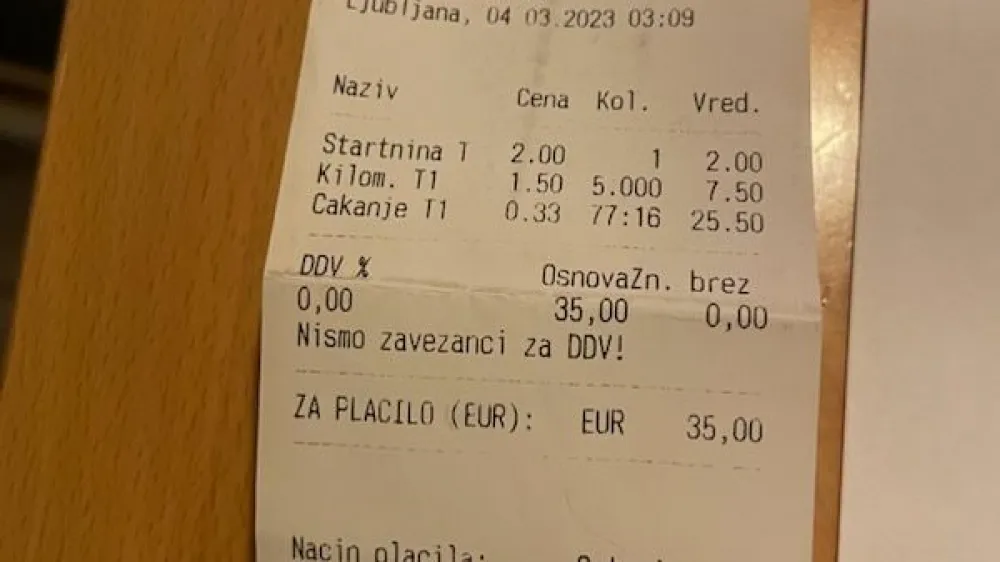 Ljubljana, 04 03.2023 03:09
Naziv Cena Kol. Vred.
Startnina T 2.00 1 2.00
Kilom. T1 1.50 5.000 7.50
Cakanje T1 0.33 77:16 25.50
DDV % OsnovaZn. brez
0,00 35,00 0,00
Nismo zavezanci za DDV!
ZA PLACILO (EUR): EUR 35,00
Nacin placila: